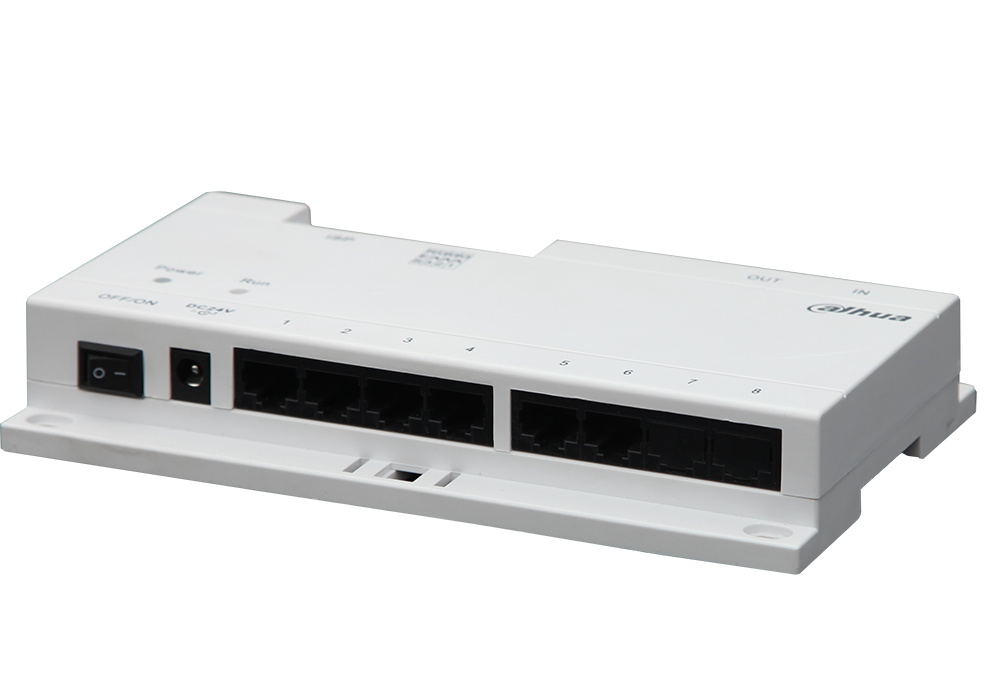 Power
Run
OUT
IN
OFF/ON
DC24V
alhua
1 2 3 4 5 6 7 8